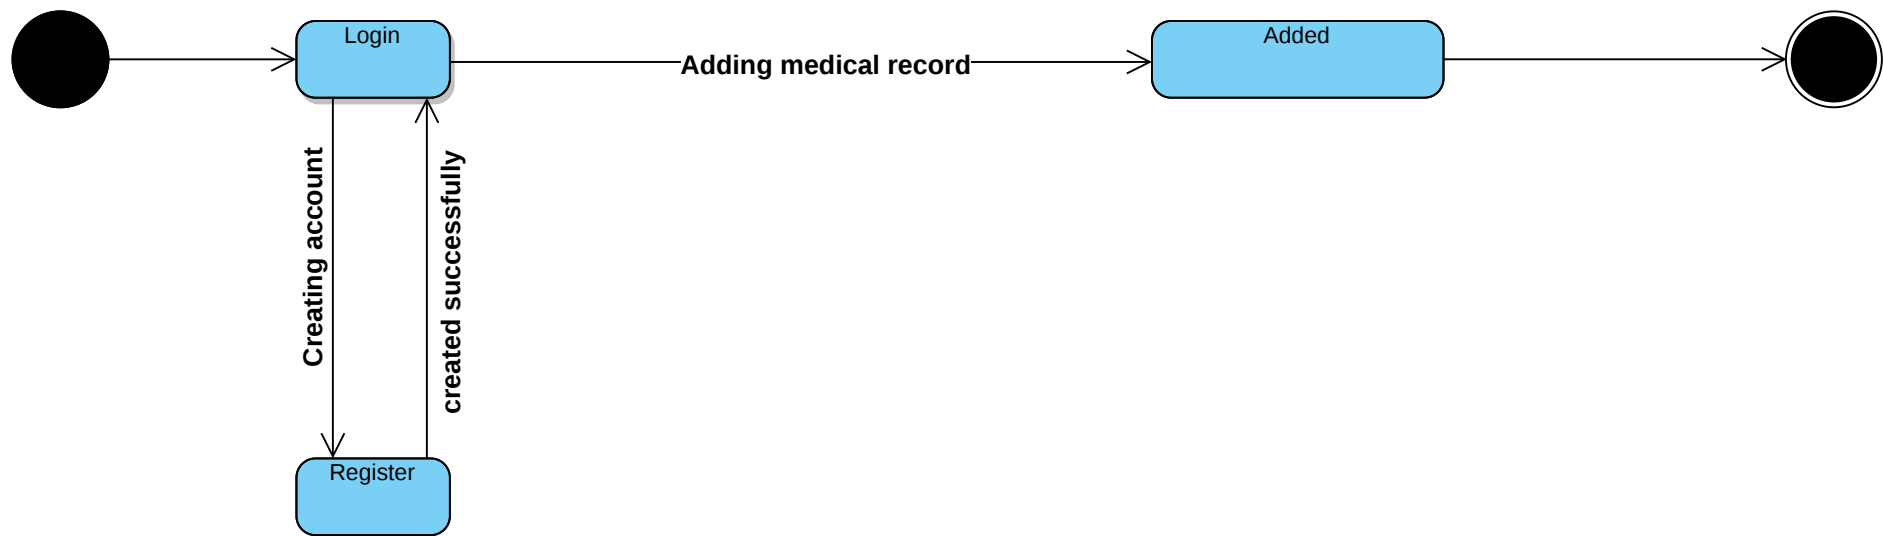 Login
Adding medical record
Added
Creating account
created successfully
Register